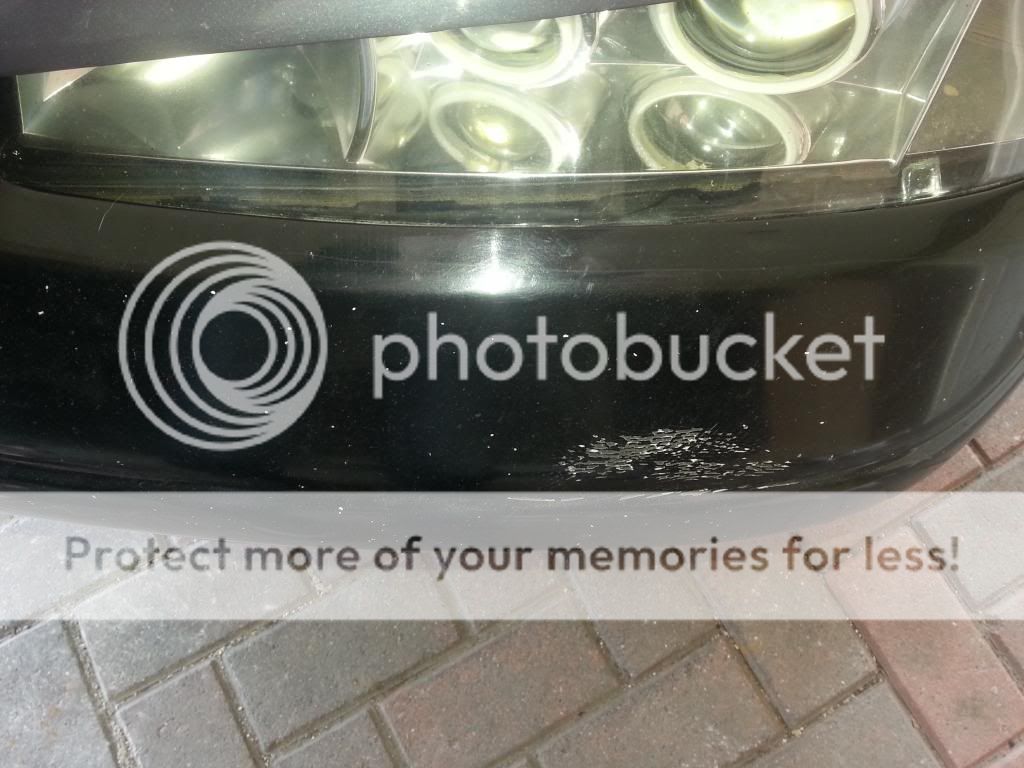 photobucket
Protect more of your memories for less!